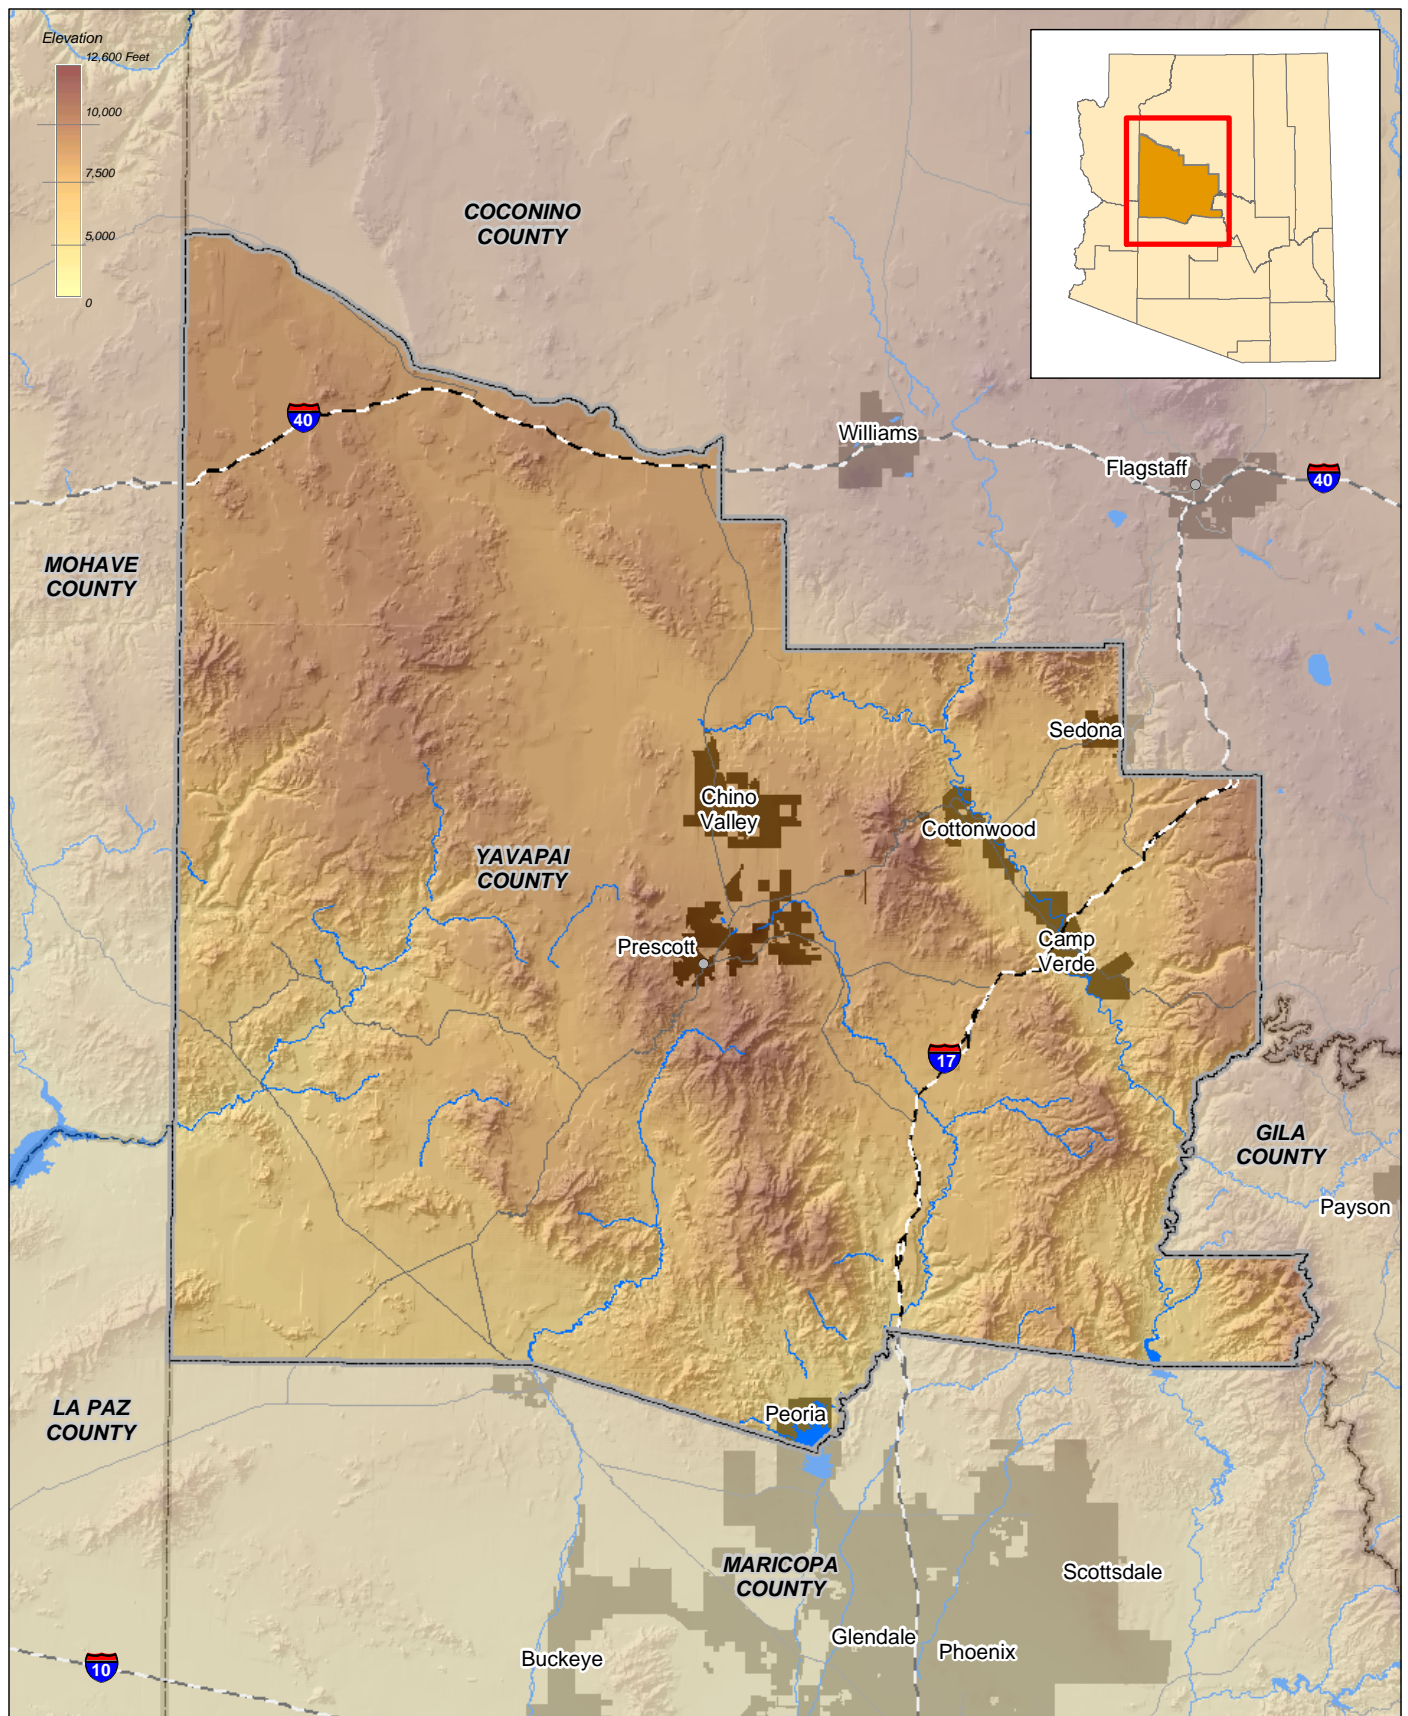 Elevation
12,600 Feet
10,000
7,500
5,000
0
COCONINO
COUNTY
40
Williams
Flagstaff
40
MOHAVE
COUNTY
Sedona
Chino
Valley
Cottonwood
YAVAPAI
COUNTY
Prescott
Camp
Verde
17
GILA
COUNTY
Payson
LA PAZ
COUNTY
Peoria
MARICOPA
COUNTY
Scottsdale
Glendale
Phoenix
Buckeye
10